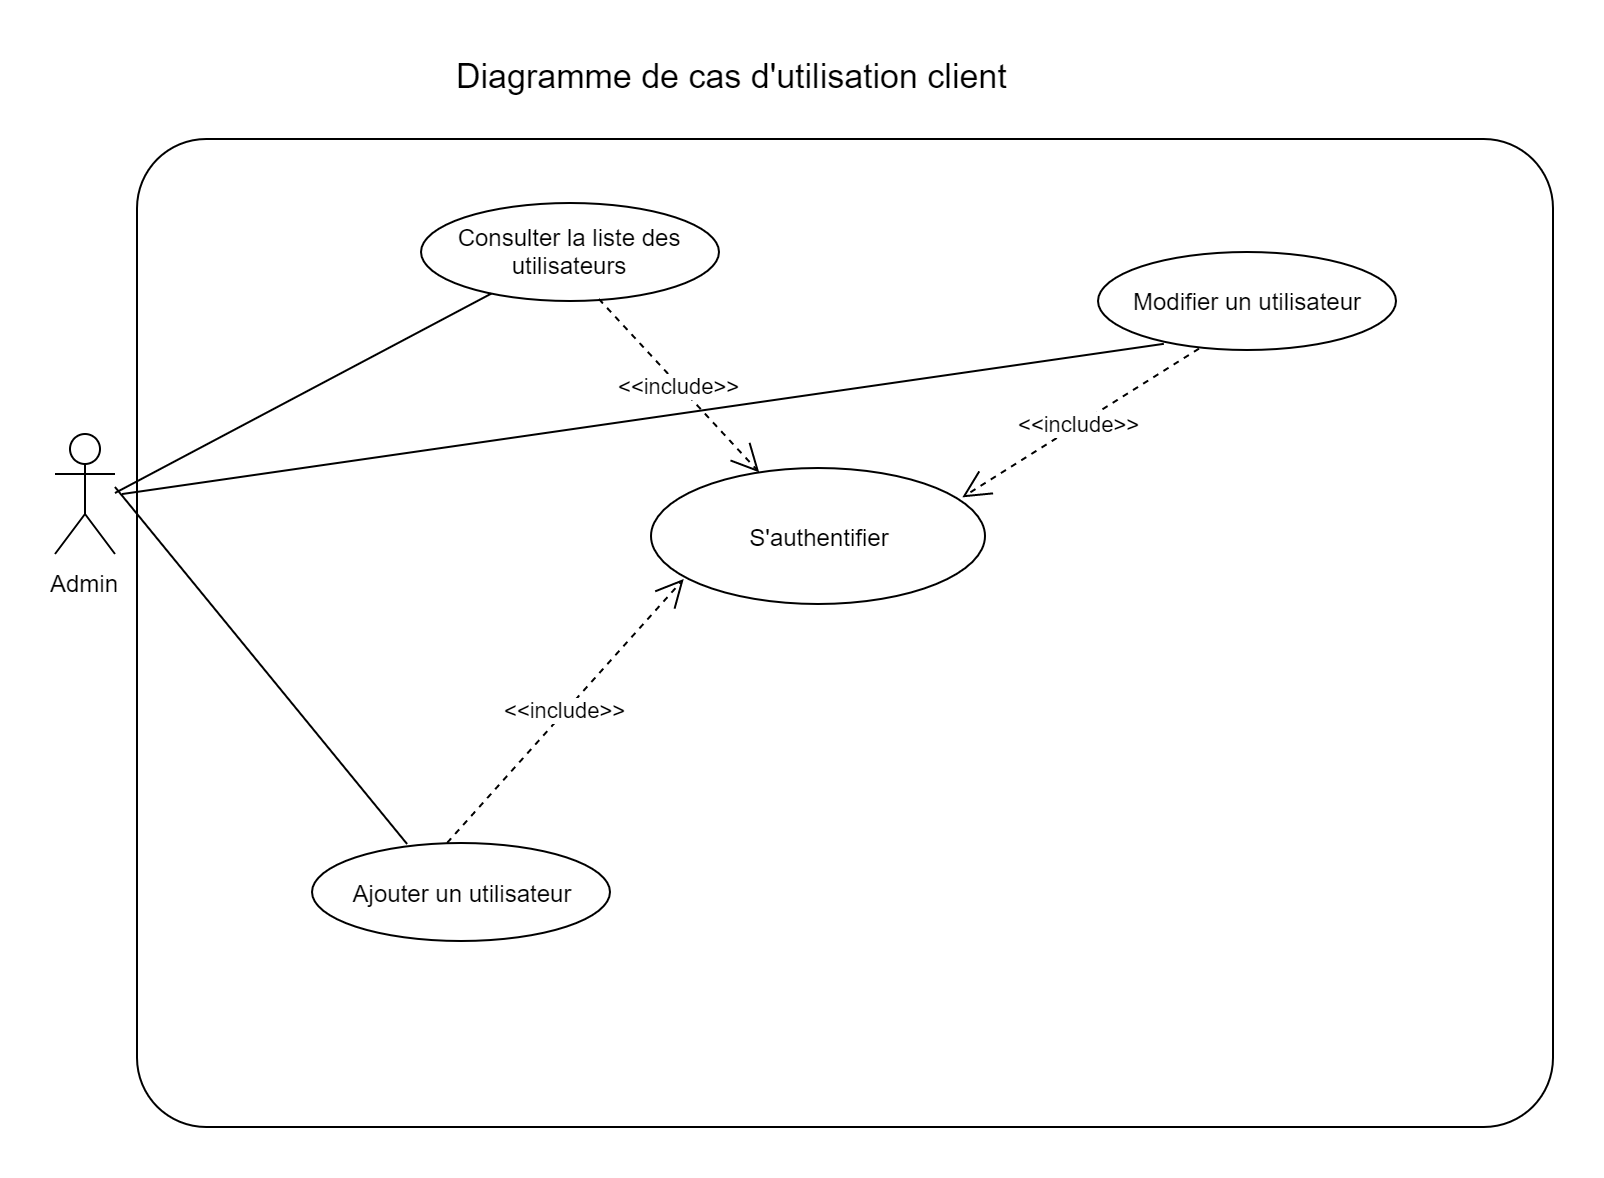 Diagramme de cas d'utilisation client
Consulter la liste des
utilisateurs
Modifier un utilisateur
<<include>>
<<include>>
S'authentifier
Admin
<<include>>
Ajouter un utilisateur